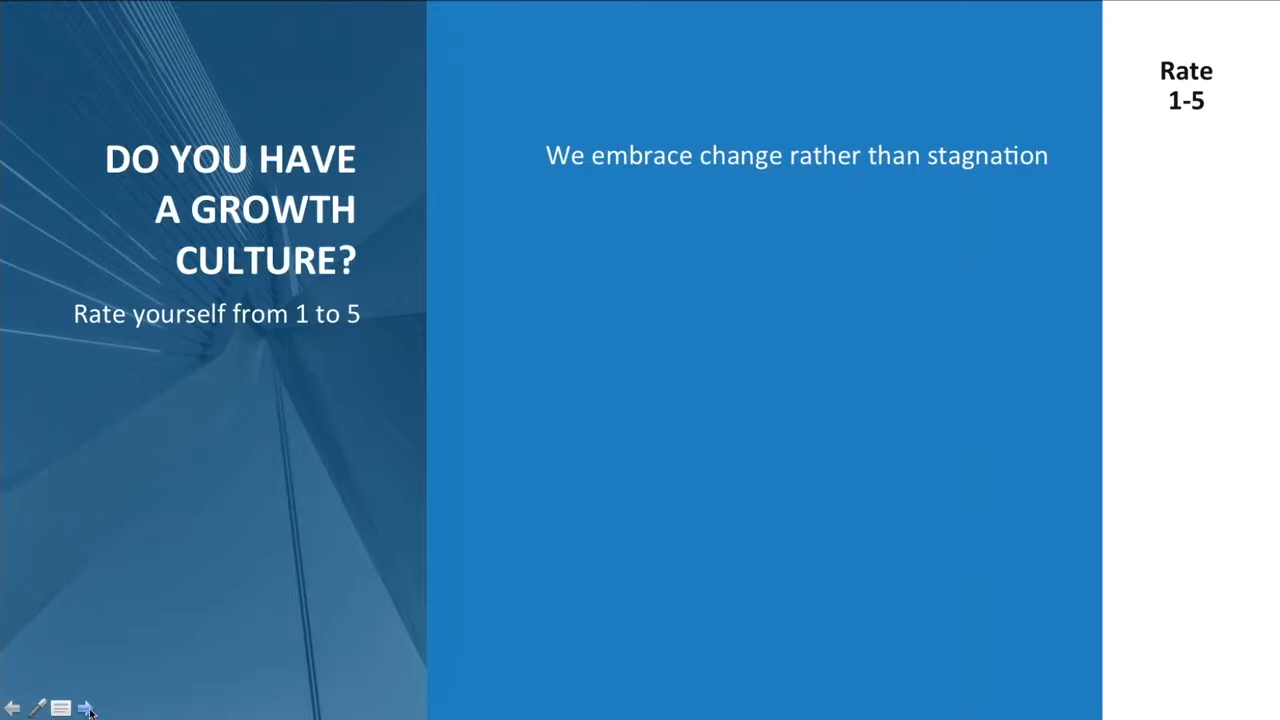 DO YOU HAVE
A GROWTH
CULTURE?
Rate yourself from 1 to 5
We embrace change rather than stagnation
Rate
1-5